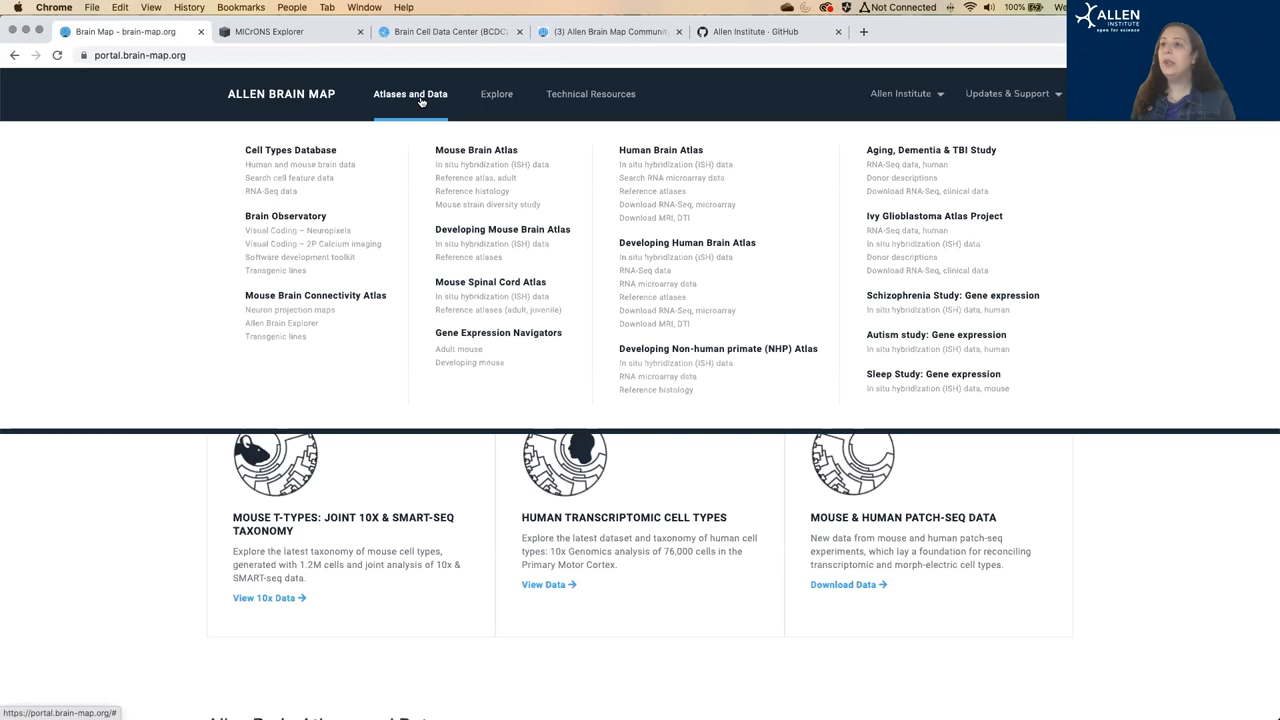 Chrome File Edit View History Bookmarks People Tab Window Help
Not Connected 100% We
Brain Map - brain-map.org
MICrONS Explorer
Brain Cell Data Center (BCDC)
(3) Allen Brain Map Communit
Allen Institute · GitHub
portal.brain-map.org
ALLEN INSTITUTE
open for science
ALLEN BRAIN MAP
Atlases and Data
Explore
Technical Resources
Allen Institute
Updates & Support
Cell Types Database
Human and mouse brain data
Search cell feature data
RNA-Seq data
Brain Observatory
Visual Coding – Neuropixels
Visual Coding – 2P Calcium imaging
Software development toolkit
Transgenic lines
Mouse Brain Connectivity Atlas
Neuron projection maps
Allen Brain Explorer
Transgenic lines
Mouse Brain Atlas
In situ hybridization (ISH) data
Reference atlas, adult
Reference histology
Mouse strain diversity study
Developing Mouse Brain Atlas
In situ hybridization (ISH) data
Reference atlases
Mouse Spinal Cord Atlas
In situ hybridization (ISH) data
Reference atlases (adult, juvenile)
Gene Expression Navigators
Adult mouse
Developing mouse
Human Brain Atlas
In situ hybridization (ISH) data
Search RNA microarray data
Reference atlases
Download RNA-Seq, microarray
Download MRI, DTI
Developing Human Brain Atlas
In situ hybridization (ISH) data
RNA-Seq data
RNA microarray data
Reference atlases
Download RNA-Seq, microarray
Download MRI, DTI
Developing Non-human primate (NHP) Atlas
In situ hybridization (ISH) data
RNA microarray data
Reference histology
Aging, Dementia & TBI Study
RNA-Seq data, human
Donor descriptions
Download RNA-Seq, clinical data
Ivy Glioblastoma Atlas Project
RNA-Seq data, human
In situ hybridization (ISH) data
Donor descriptions
Download RNA-Seq, clinical data
Schizophrenia Study: Gene expression
In situ hybridization (ISH) data, human
Autism study: Gene expression
In situ hybridization (ISH) data, human
Sleep Study: Gene expression
In situ hybridization (ISH) data, mouse
MOUSE T-TYPES: JOINT 10X & SMART-SEQ
TAXONOMY
Explore the latest taxonomy of mouse cell types,
generated with 1.2M cells and joint analysis of 10x &
SMART-seq data.
View 10x Data →
HUMAN TRANSCRIPTOMIC CELL TYPES
Explore the latest dataset and taxonomy of human cell
types: 10x Genomics analysis of 76,000 cells in the
Primary Motor Cortex.
View Data →
MOUSE & HUMAN PATCH-SEQ DATA
New data from mouse and human patch-seq
experiments, which lay a foundation for reconciling
transcriptomic and morph-electric cell types.
Download Data →
https://portal.brain-map.org/#